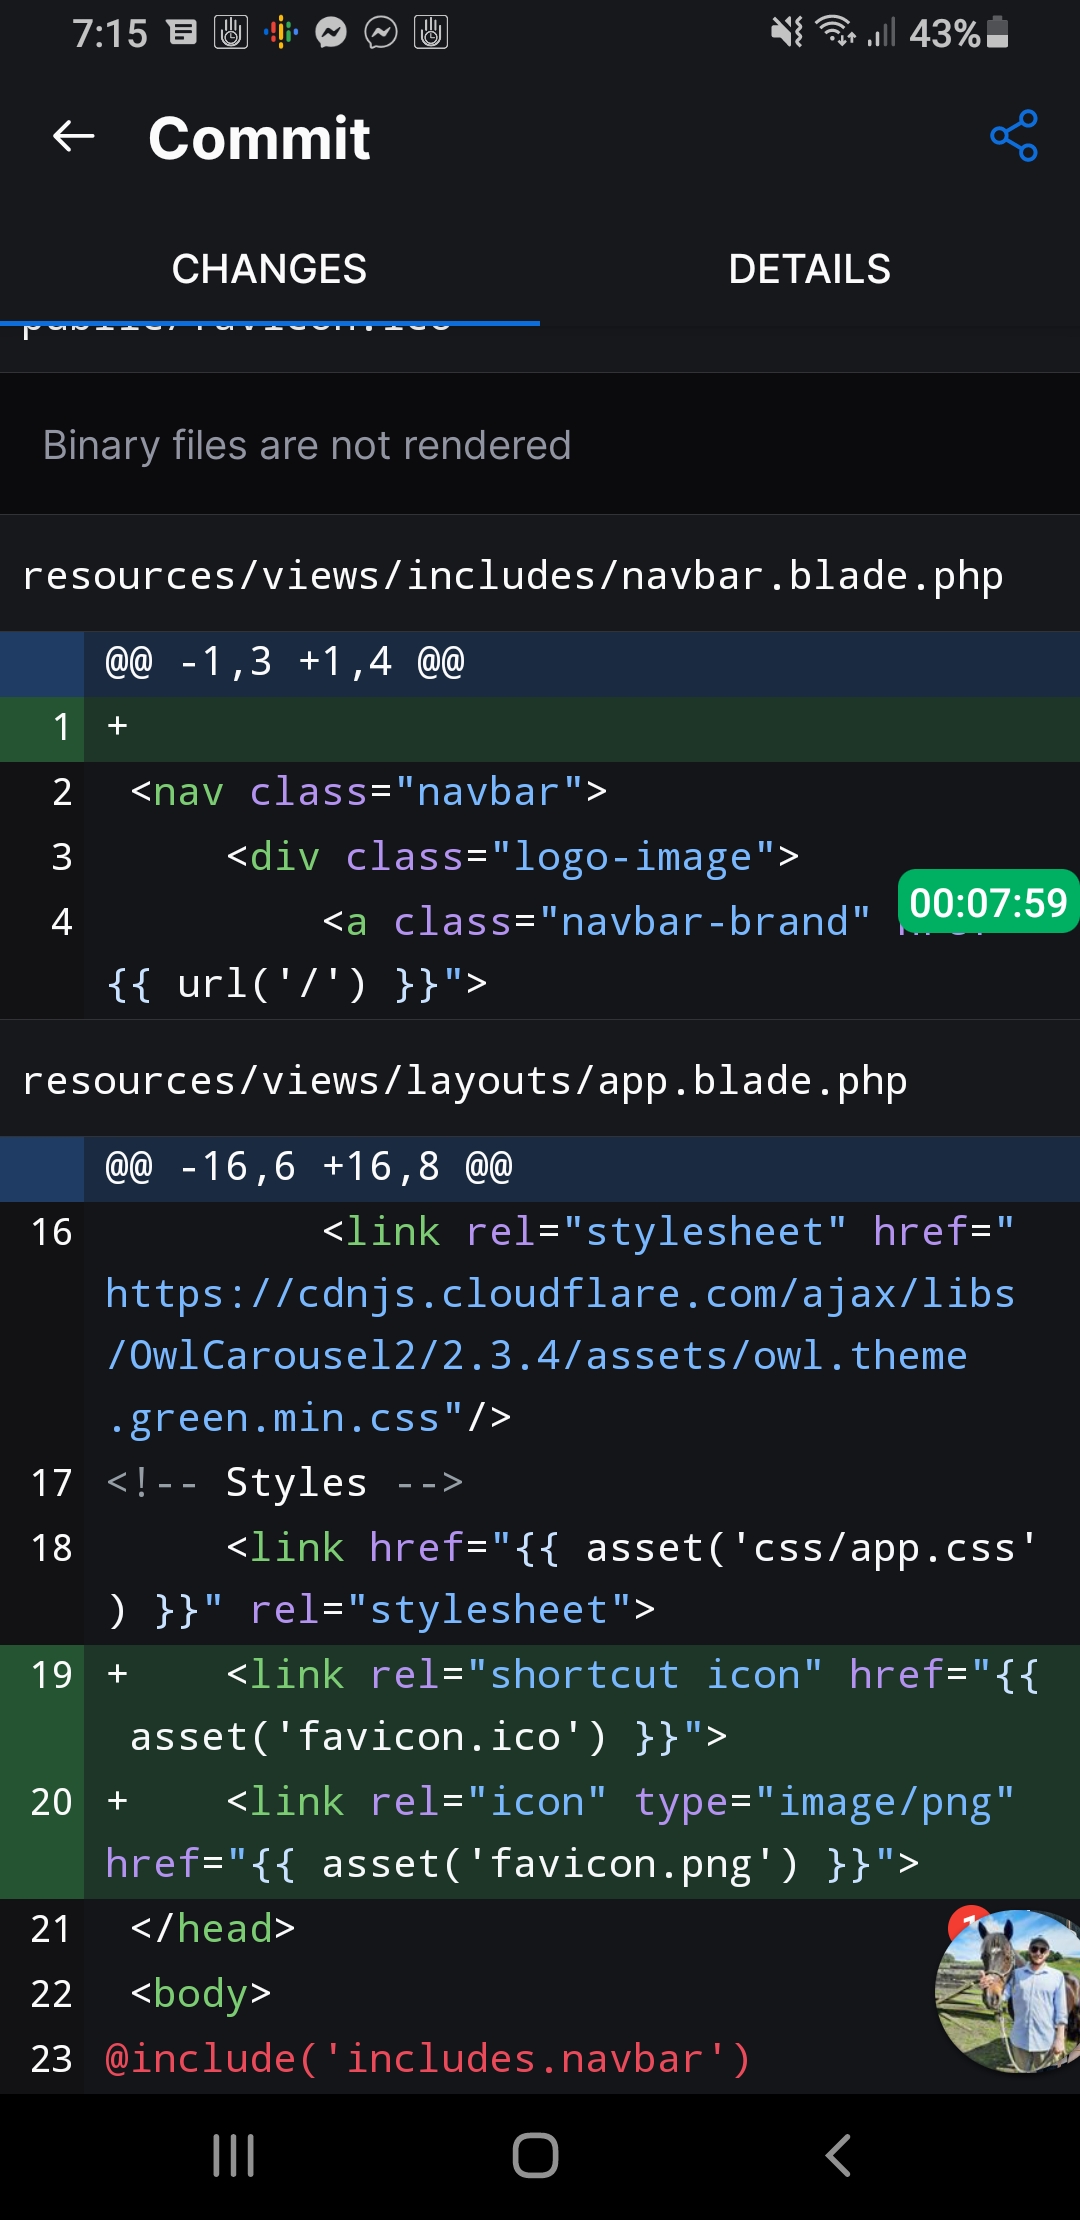 7:15 43%
Commit
CHANGES DETAILS
public/favicon.ico
Binary files are not rendered
resources/views/includes/navbar.blade.php
@@ -1,3 +1,4 @@
1 +
2 <nav class="navbar">
3 <div class="logo-image">
00:07:59
4 <a class="navbar-brand" href
{{ url('/') }}">
resources/views/layouts/app.blade.php
@@ -16,6 +16,8 @@
16 <link rel="stylesheet" href="
https://cdnjs.cloudflare.com/ajax/libs
/OwlCarousel2/2.3.4/assets/owl.theme
.green.min.css"/>
17 <!-- Styles -->
18 <link href="{{ asset('css/app.css'
) }}" rel="stylesheet">
19 + <link rel="shortcut icon" href="{{
asset('favicon.ico') }}">
20 + <link rel="icon" type="image/png"
href="{{ asset('favicon.png') }}">
21 </head>
22 <body>
23 @include('includes.navbar')